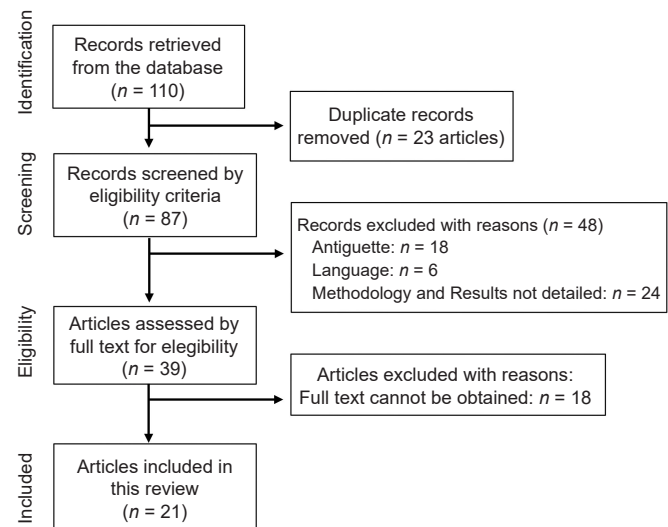 Identification
Records retrieved
from the database
(n = 110)
Duplicate records
removed (n = 23 articles)
Screening
Records screened by
eligibility criteria
(n = 87)
Records excluded with reasons (n = 48)
Antiguette: n = 18
Language: n = 6
Methodology and Results not detailed: n = 24
Eligibility
Articles assessed by
full text for elegibility
(n = 39)
Articles excluded with reasons:
Full text cannot be obtained: n = 18
Included
Articles included in
this review
(n = 21)